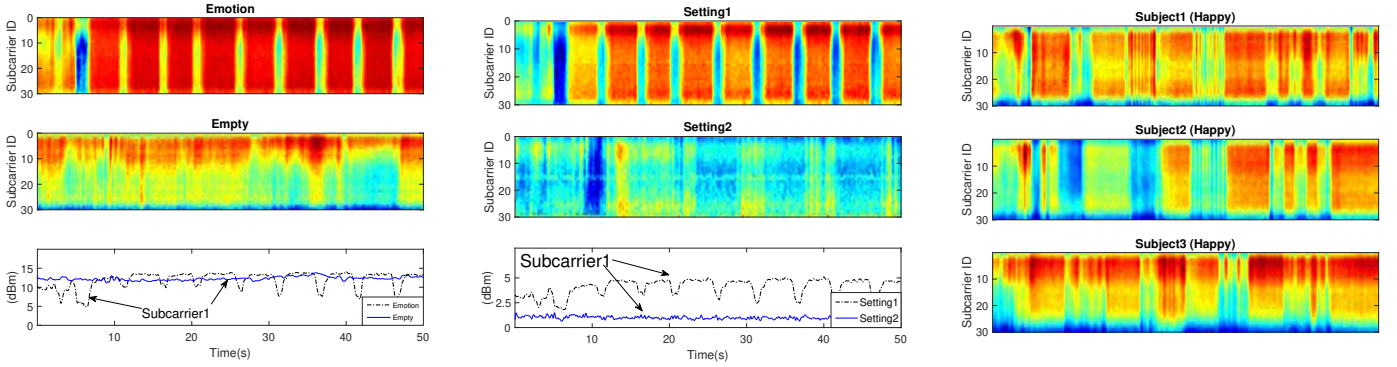 Emotion
Subcarrier ID
0
10
20
30
Empty
Subcarrier ID
0
10
20
30
(dBm)
15
10
5
0
Subcarrier1
Emotion
Empty
10 20 30 40 50
Time(s)
Setting1
Subcarrier ID
0
10
20
30
Setting2
Subcarrier ID
0
10
20
30
(dBm)
5
2.5
0
Subcarrier1
Setting1
Setting2
0 10 20 30 40 50
Time(s)
Subject1 (Happy)
Subcarrier ID
10
20
30
Subject2 (Happy)
Subcarrier ID
10
20
30
Subject3 (Happy)
Subcarrier ID
10
20
30